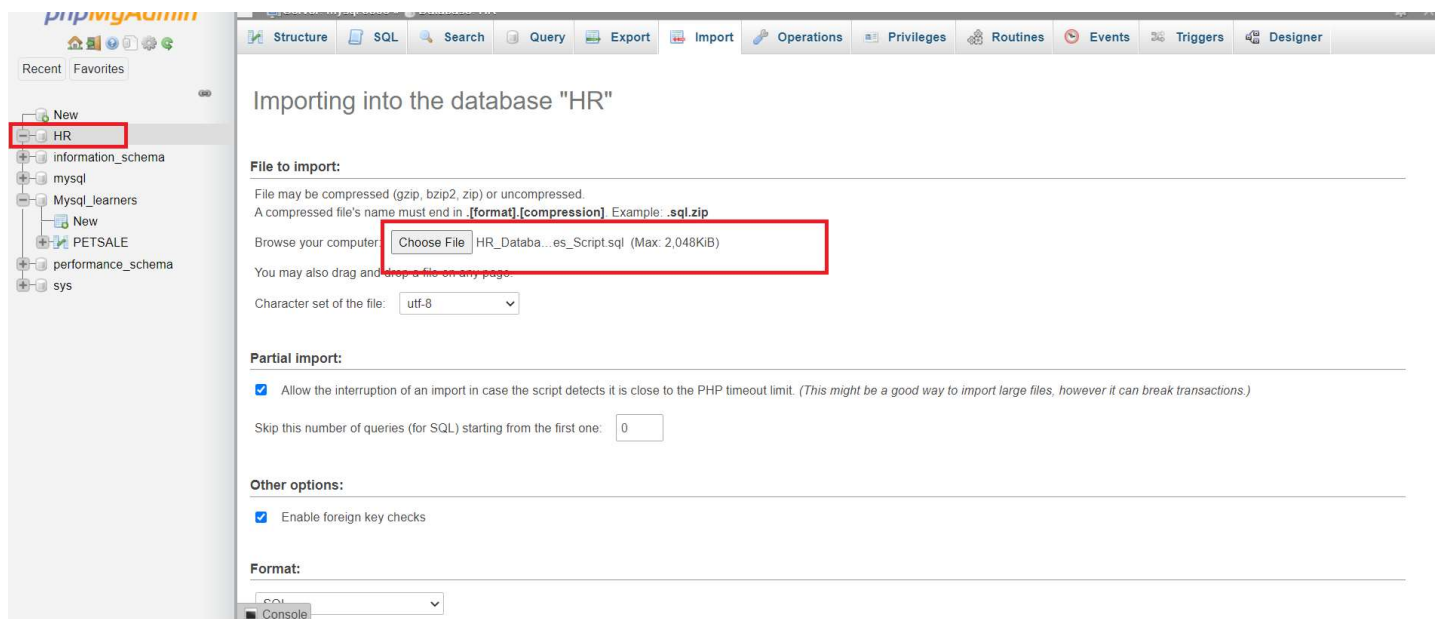 phpMyAdmin
Recent Favorites
New
HR
information_schema
mysql
Mysql_learners
New
PETSALE
performance_schema
sys
Structure SQL Search Query Export Import Operations Privileges Routines Events Triggers Designer
Importing into the database "HR"
File to import:
File may be compressed (gzip, bzip2, zip) or uncompressed.
A compressed file's name must end in .[format].[compression]. Example: .sql.zip
Browse your computer: Choose File HR_Databa...es_Script.sql (Max: 2,048KiB)
You may also drag and drop a file on any page.
Character set of the file: utf-8
Partial import:
Allow the interruption of an import in case the script detects it is close to the PHP timeout limit. (This might be a good way to import large files, however it can break transactions.)
Skip this number of queries (for SQL) starting from the first one: 0
Other options:
Enable foreign key checks
Format:
SQL
Console